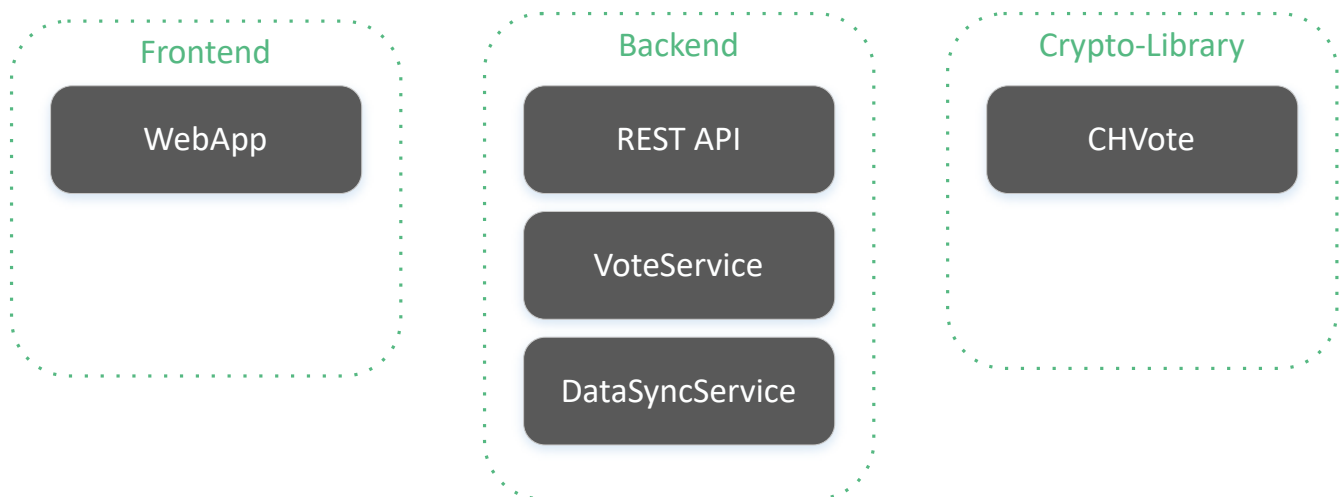 Frontend
WebApp
Backend
REST API
VoteService
DataSyncService
Crypto-Library
CHVote